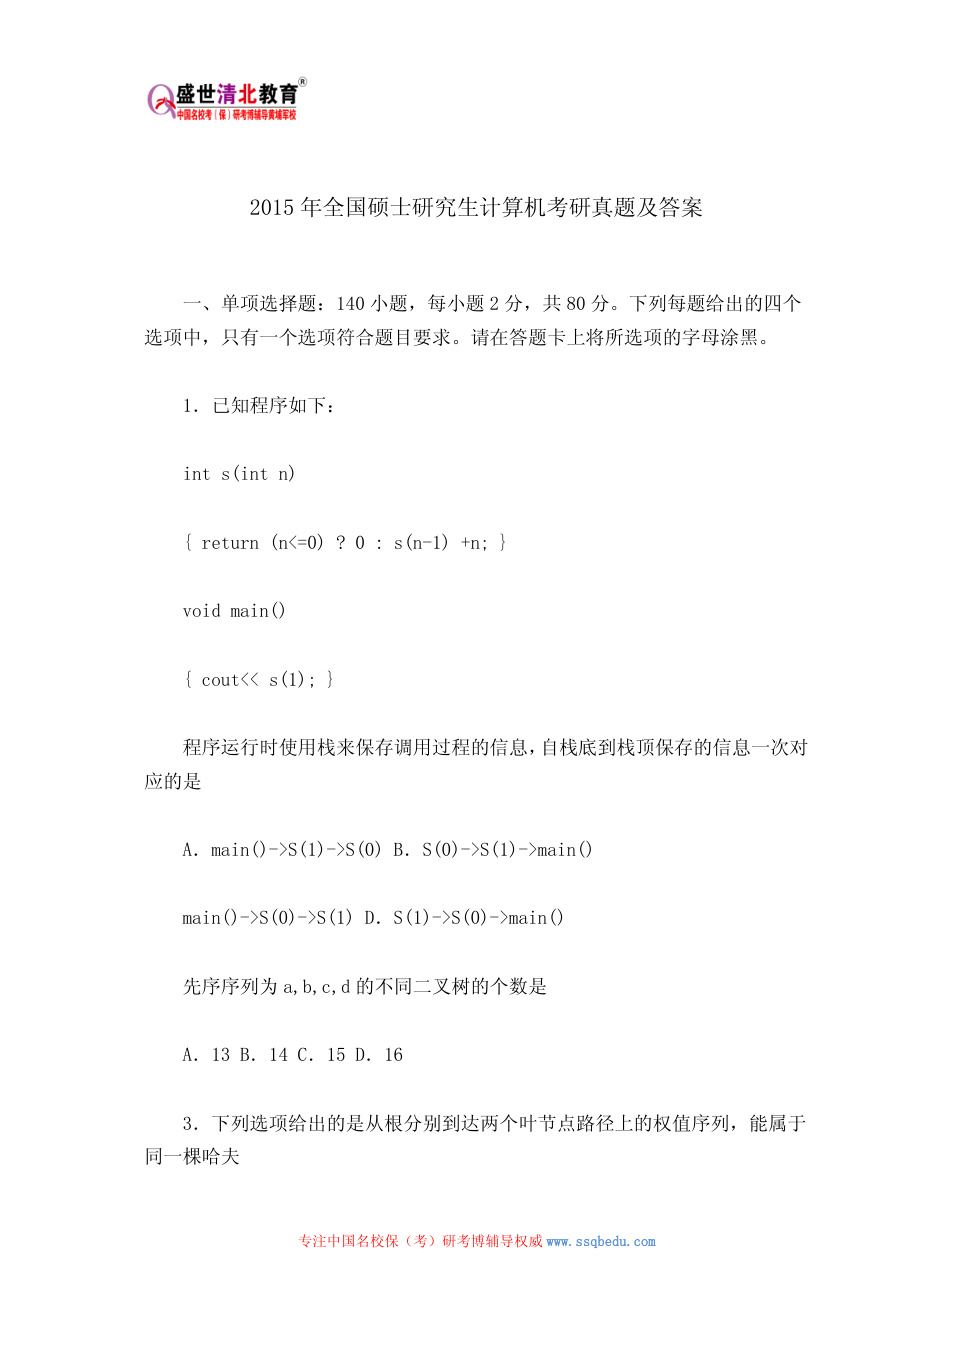 盛世清北教育®
中国名校考（保）研考博辅导黄埔军校
2015 年全国硕士研究生计算机考研真题及答案
一、单项选择题：140 小题，每小题 2 分，共 80 分。下列每题给出的四个
选项中，只有一个选项符合题目要求。请在答题卡上将所选项的字母涂黑。
1．已知程序如下：
int s(int n)
{ return (n<=0) ? 0 : s(n-1) +n; }
void main()
{ cout<< s(1); }
程序运行时使用栈来保存调用过程的信息，自栈底到栈顶保存的信息一次对
应的是
A．main()->S(1)->S(0) B．S(0)->S(1)->main()
main()->S(0)->S(1) D．S(1)->S(0)->main()
先序序列为 a,b,c,d 的不同二叉树的个数是
A．13 B．14 C．15 D．16
3．下列选项给出的是从根分别到达两个叶节点路径上的权值序列，能属于
同一棵哈夫
专注中国名校保（考）研考博辅导权威 www.ssqbedu.com